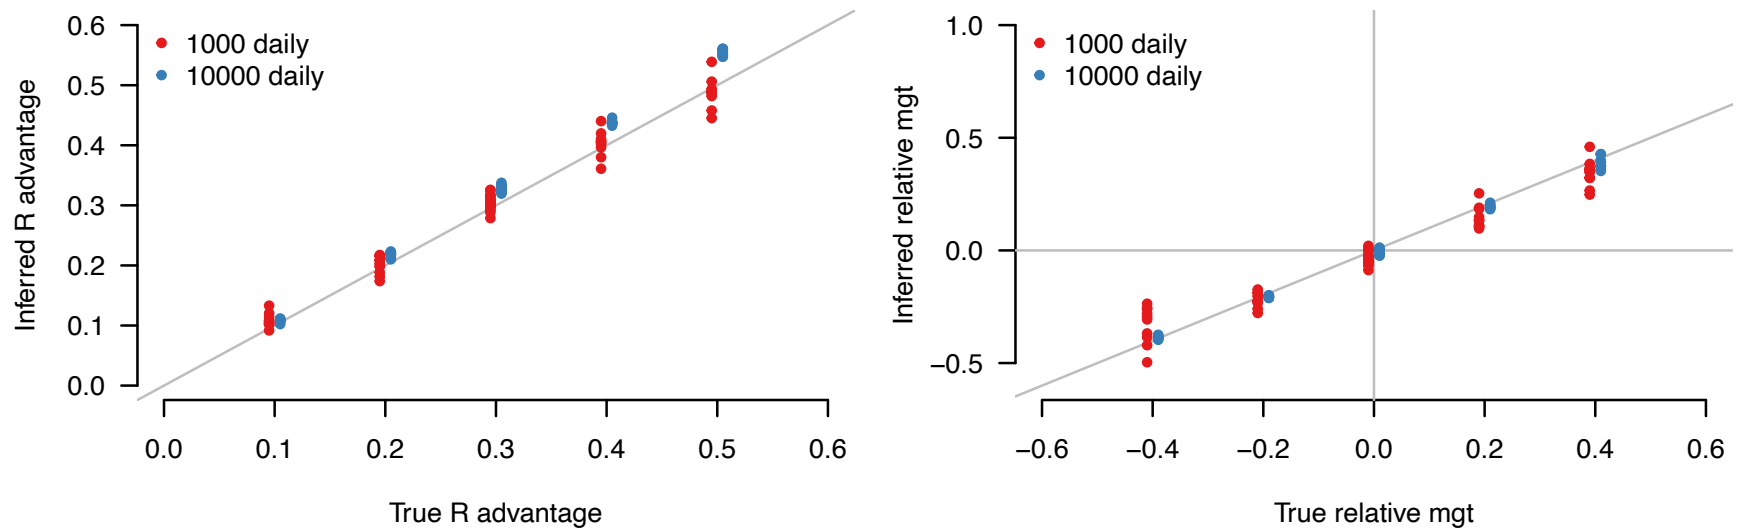 0.6
0.5
0.4
0.3
0.2
0.1
0.0
Inferred R advantage
1000 daily
10000 daily
0.0 0.1 0.2 0.3 0.4 0.5 0.6
True R advantage
1.0
0.5
0.0
−0.5
Inferred relative mgt
1000 daily
10000 daily
−0.6 −0.4 −0.2 0.0 0.2 0.4 0.6
True relative mgt